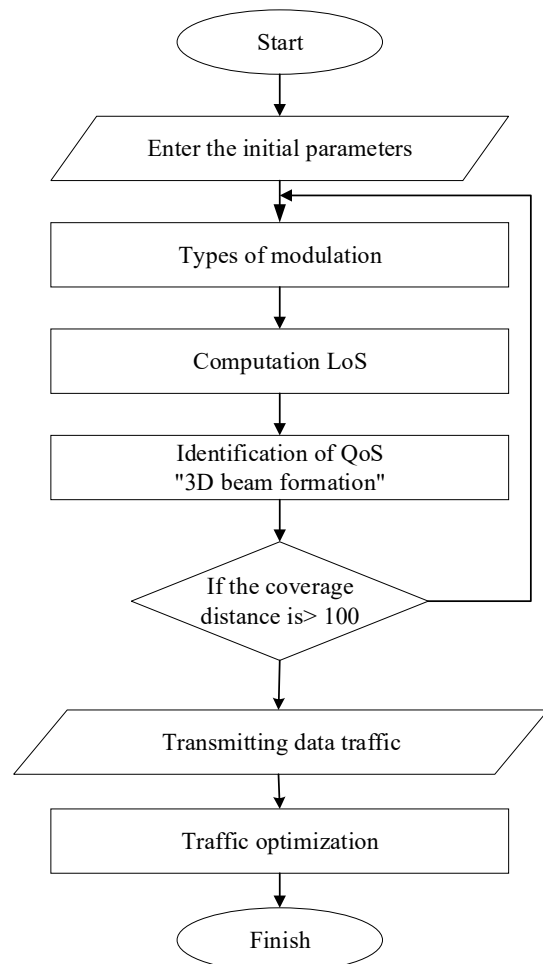 Start
Enter the initial parameters
Types of modulation
Computation LoS
Identification of QoS
"3D beam formation"
If the coverage
distance is> 100
Transmitting data traffic
Traffic optimization
Finish